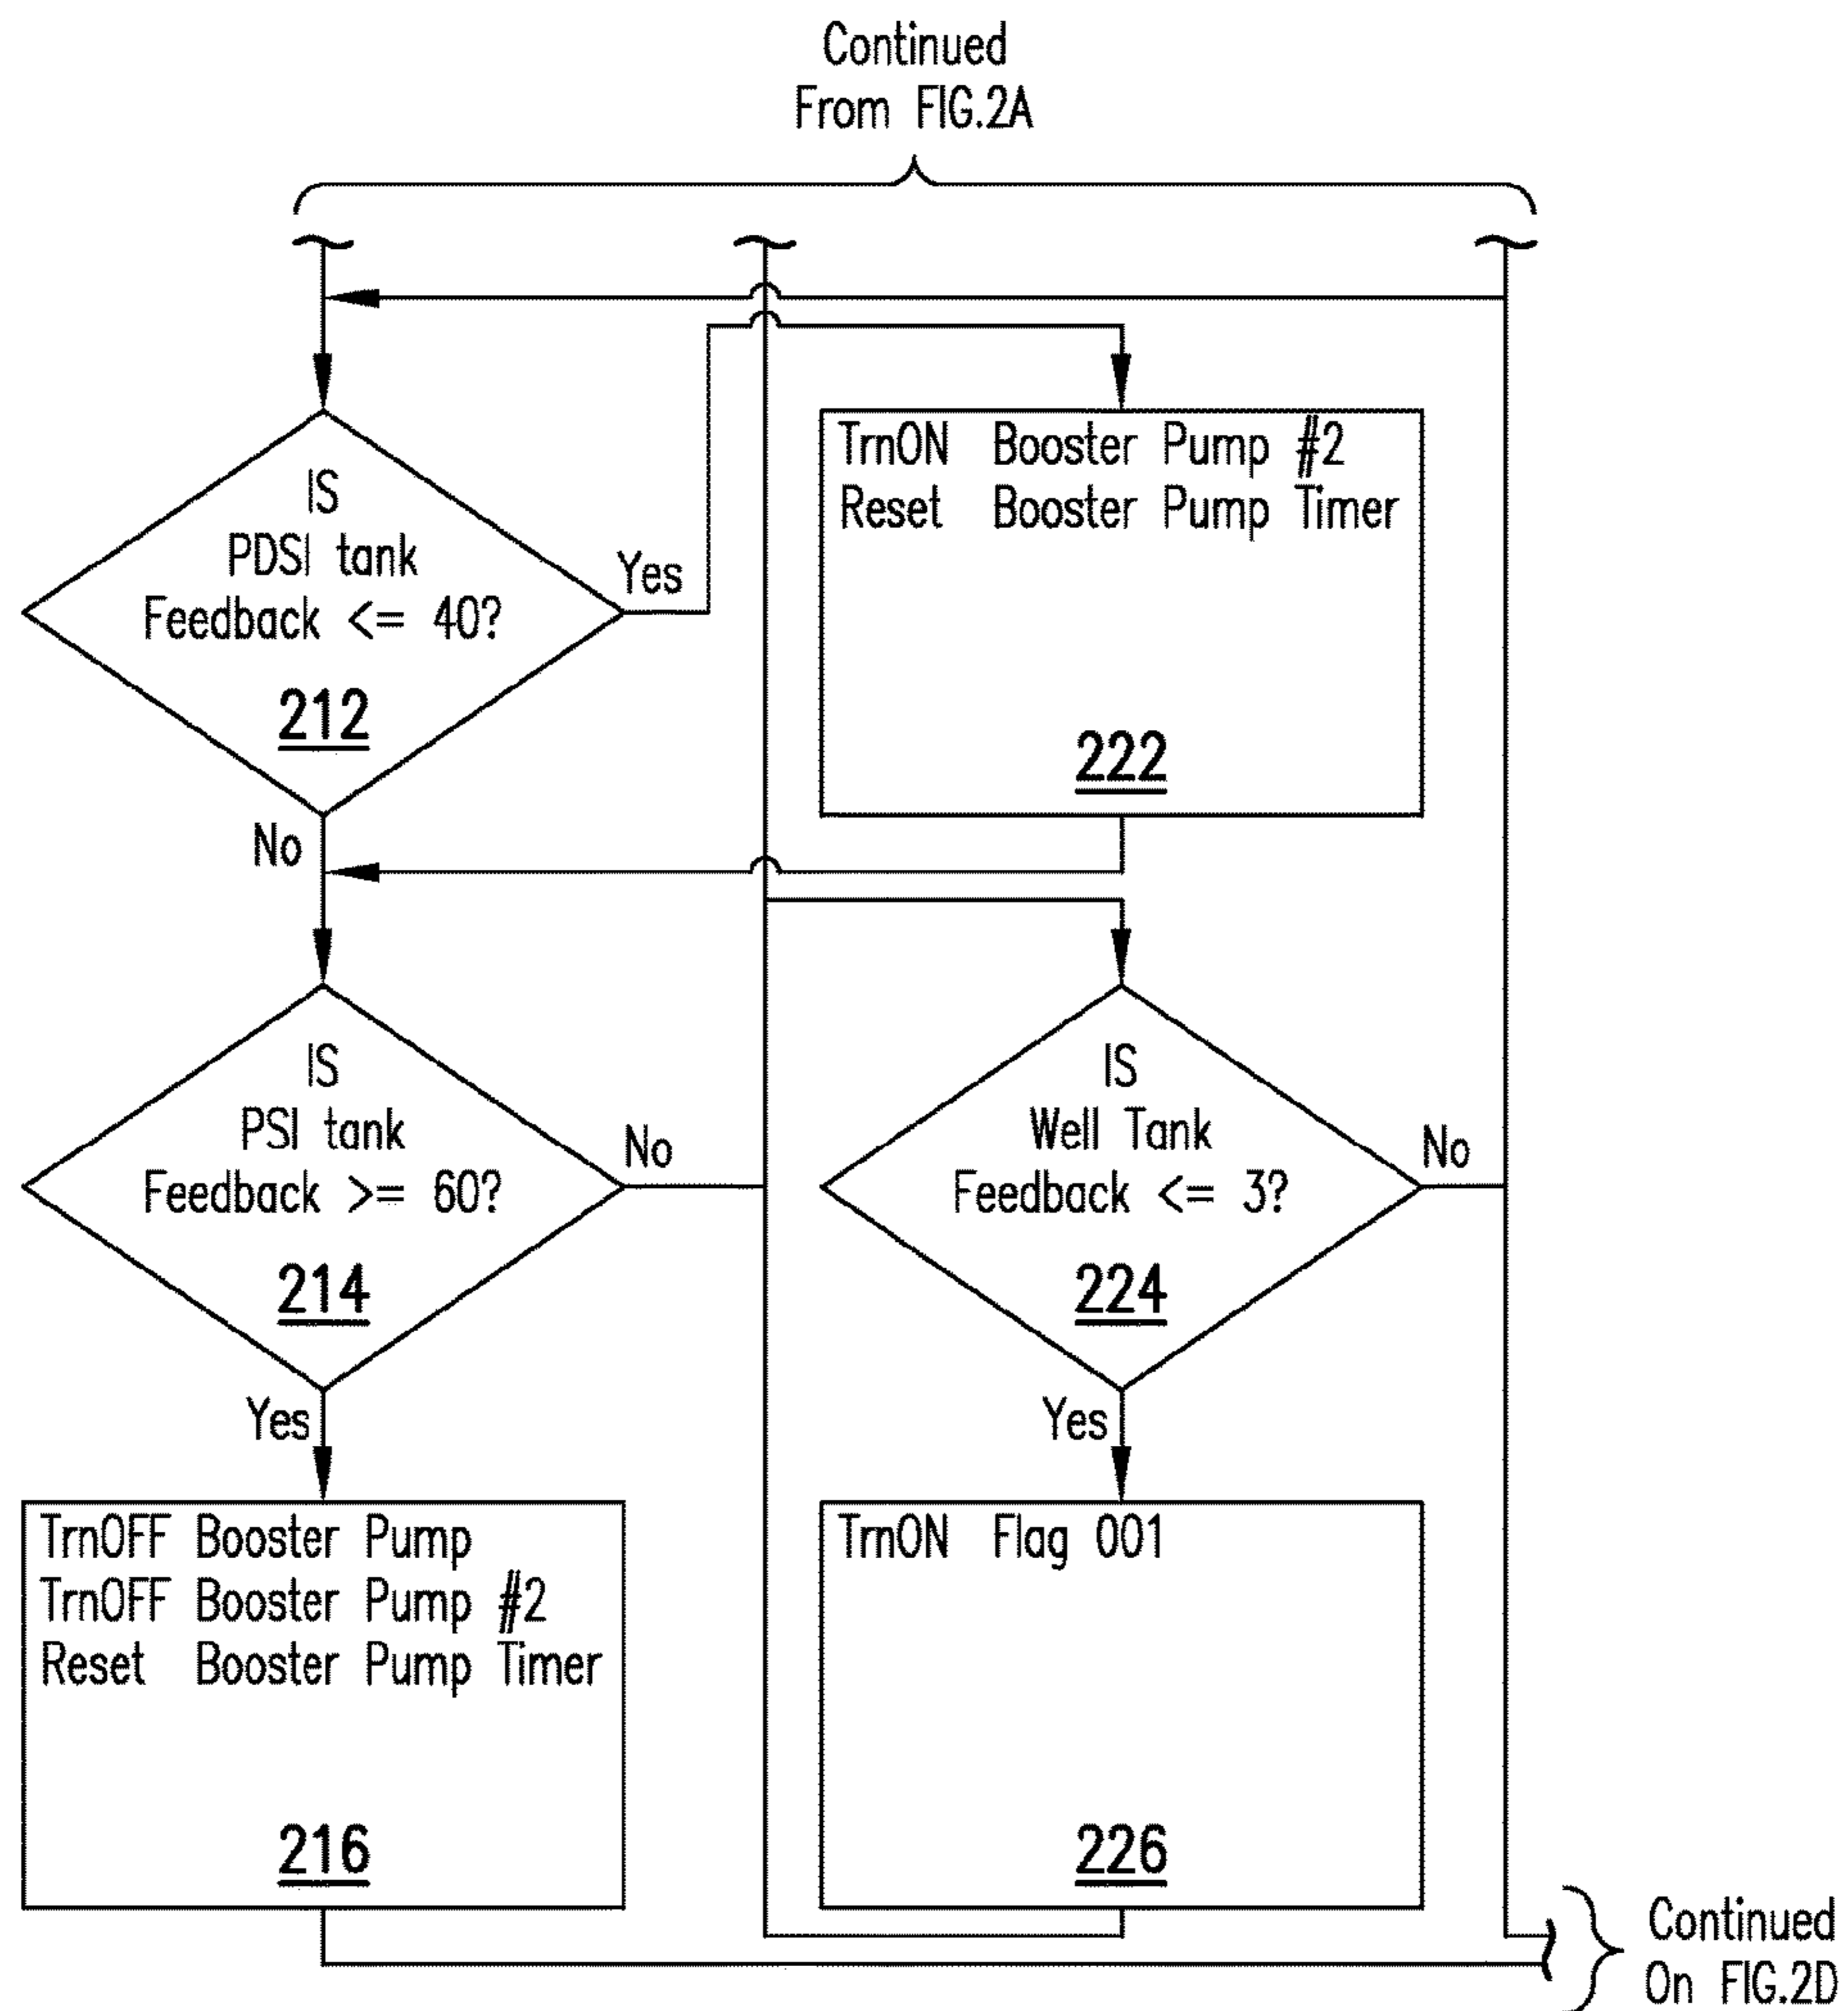 Continued
From FIG.2A
IS
PDSI tank
Feedback <= 40?
212
Yes
No
TrnON Booster Pump #2
Reset Booster Pump Timer
222
IS
PSI tank
Feedback >= 60?
214
No
Yes
IS
Well Tank
Feedback <= 3?
224
No
Yes
TrnOFF Booster Pump
TrnOFF Booster Pump #2
Reset Booster Pump Timer
216
TrnON Flag 001
226
Continued
On FIG.2D